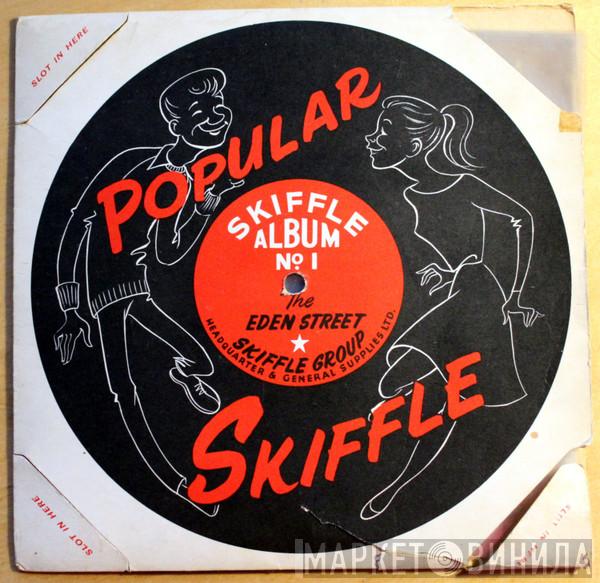 SLOT IN HERE
POPULAR
SKIFFLE
ALBUM
No 1
The
EDEN STREET
SKIFFLE GROUP
HEADQUARTER & GENERAL SUPPLIES LTD.
SKIFFLE
SLOT IN HERE
МАРКЕТ ВИНИЛА